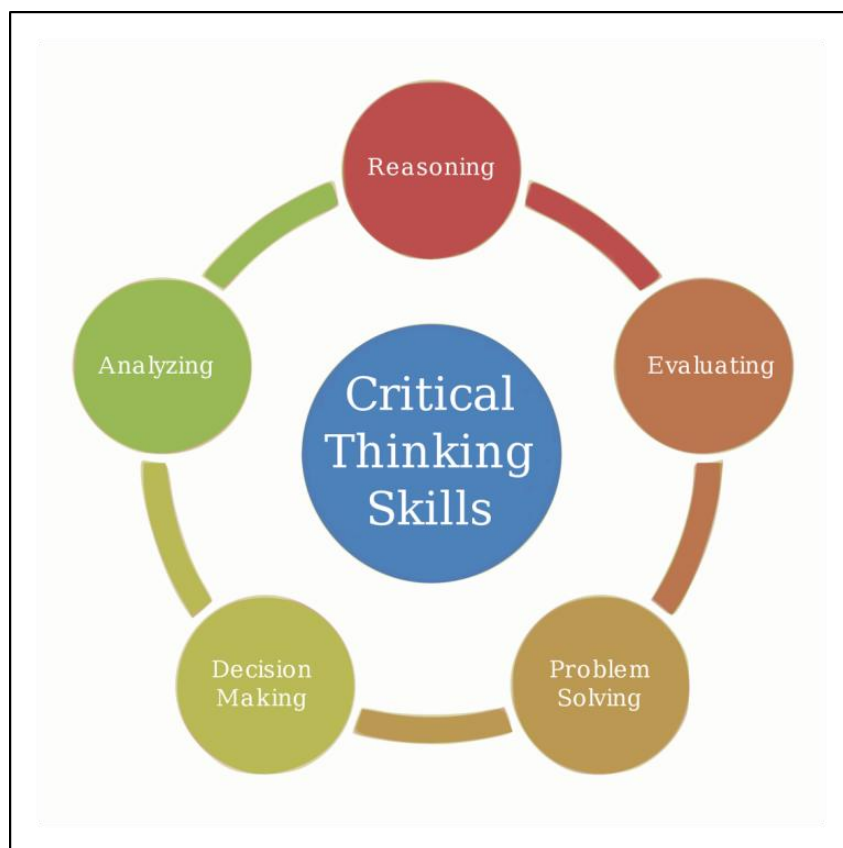 Reasoning
Evaluating
Problem
Solving
Decision
Making
Analyzing
Critical
Thinking
Skills